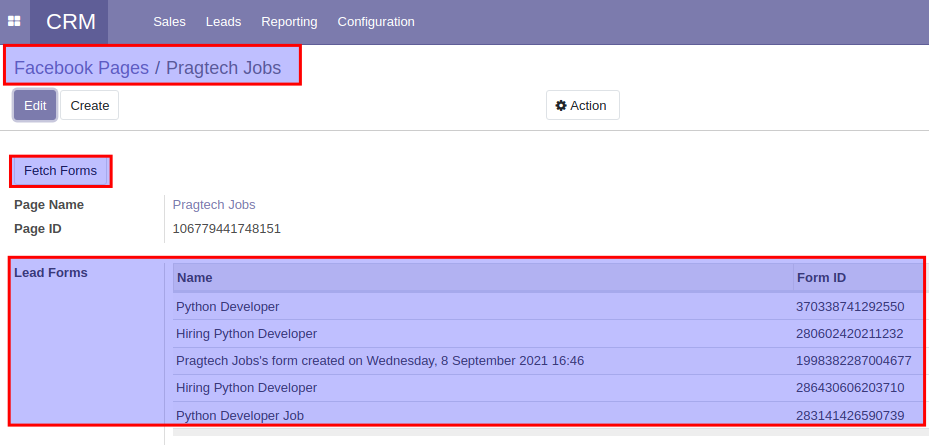 CRM Sales Leads Reporting Configuration
Facebook Pages / Pragtech Jobs
Edit Create Action
Fetch Forms
Page Name Pragtech Jobs
Page ID 106779441748151
Lead Forms Name Form ID
Python Developer 370338741292550
Hiring Python Developer 280602420211232
Pragtech Jobs's form created on Wednesday, 8 September 2021 16:46 1998382287004677
Hiring Python Developer 286430606203710
Python Developer Job 283141426590739